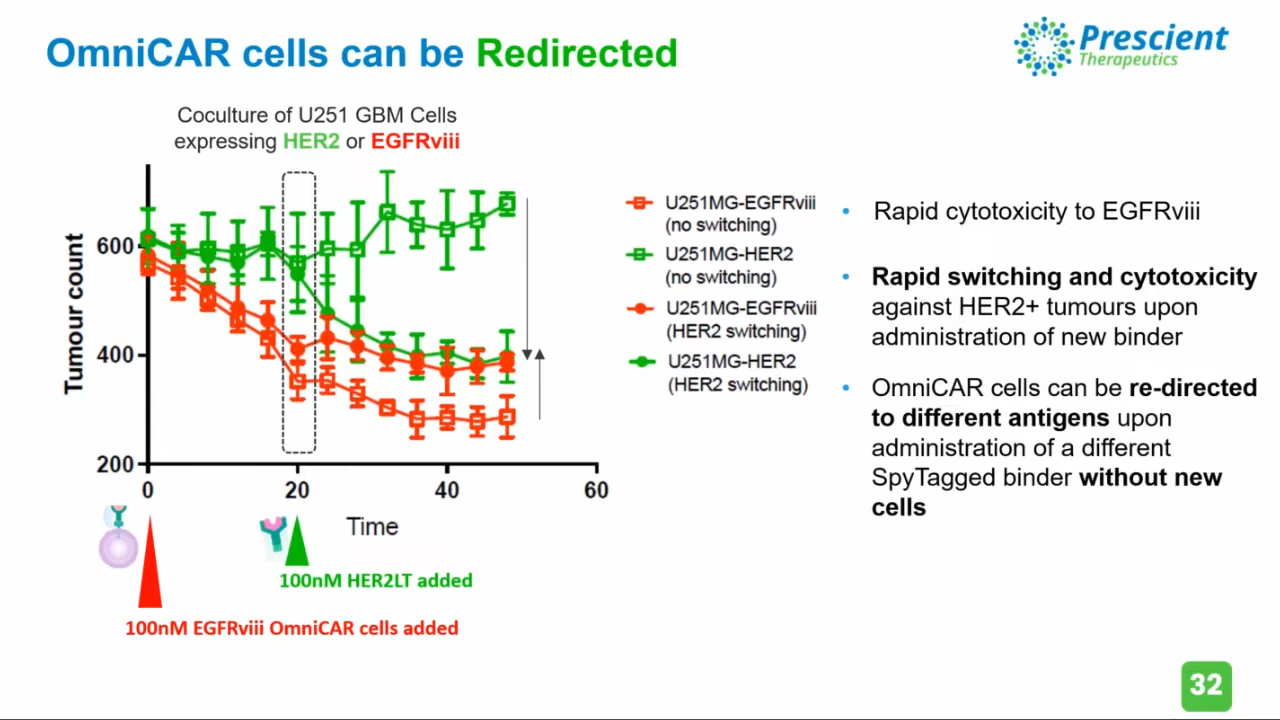 OmniCAR cells can be Redirected
Prescient
Therapeutics
Coculture of U251 GBM Cells
expressing HER2 or EGFRviii
Tumour count
600
400
200
0
20
40
60
Time
U251MG-EGFRviii
(no switching)
U251MG-HER2
(no switching)
U251MG-EGFRviii
(HER2 switching)
U251MG-HER2
(HER2 switching)
100nM HER2LT added
100nM EGFRviii OmniCAR cells added
• Rapid cytotoxicity to EGFRviii
• Rapid switching and cytotoxicity
against HER2+ tumours upon
administration of new binder
• OmniCAR cells can be re-directed
to different antigens upon
administration of a different
SpyTagged binder without new
cells
32